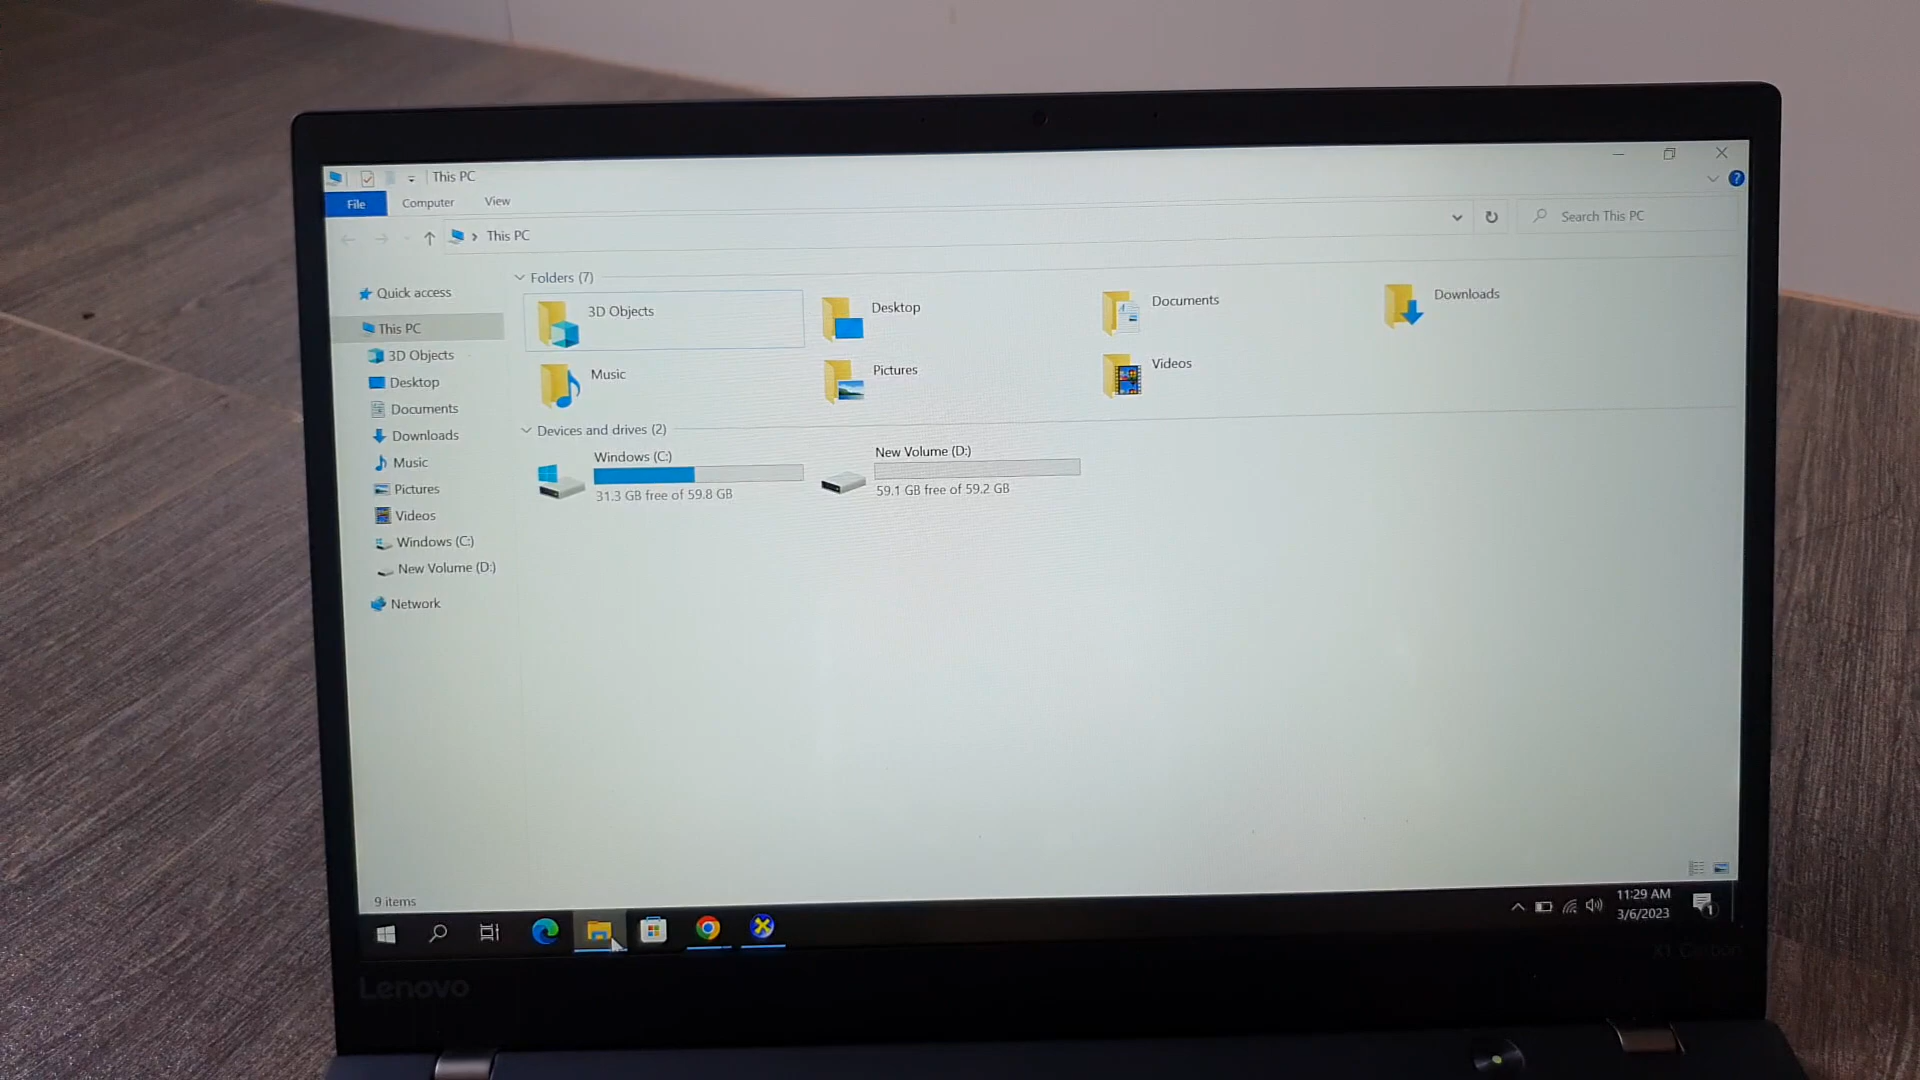 This PC
File Computer View
This PC
Search This PC
Quick access
This PC
3D Objects
Desktop
Documents
Downloads
Music
Pictures
Videos
Windows (C:)
New Volume (D:)
Network
Folders (7)
3D Objects
Desktop
Documents
Downloads
Music
Pictures
Videos
Devices and drives (2)
Windows (C:)
31.3 GB free of 59.8 GB
New Volume (D:)
59.1 GB free of 59.2 GB
9 items
11:29 AM
3/6/2023
1
X1 Carbon
Lenovo